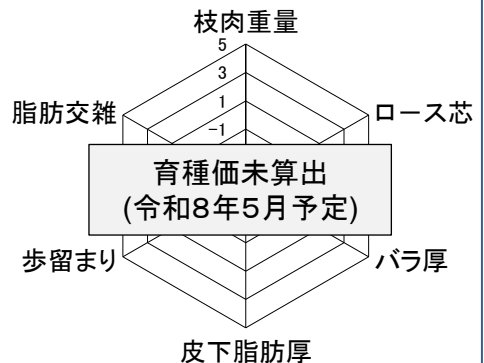 枝肉重量
5
3
1
-1
脂肪交雑
ロース芯
育種価未算出
(令和8年5月予定)
歩留まり
バラ厚
皮下脂肪厚